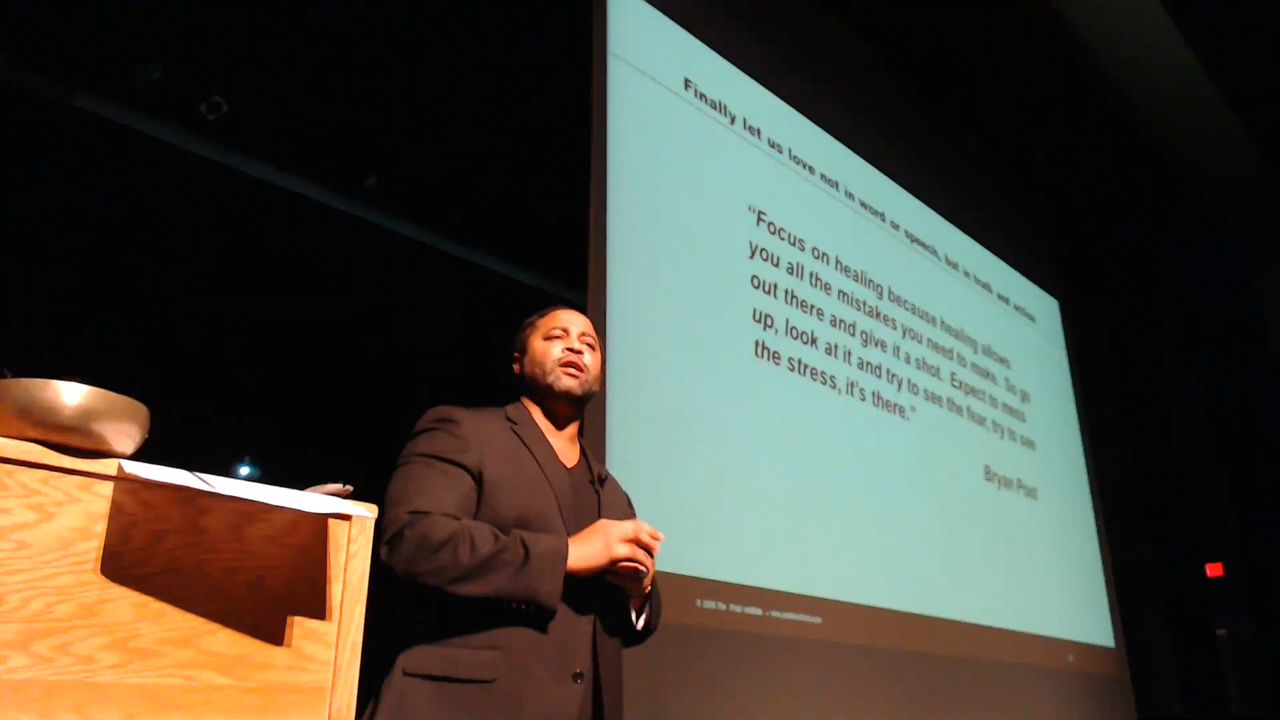 Finally let us love not in word or speech, but in truth and action
“Focus on healing because healing allows
you all the mistakes you need to make. So go
out there and give it a shot. Expect to mess
up, look at it and try to see the fear, try to see
the stress, it's there.”
Bryan Post